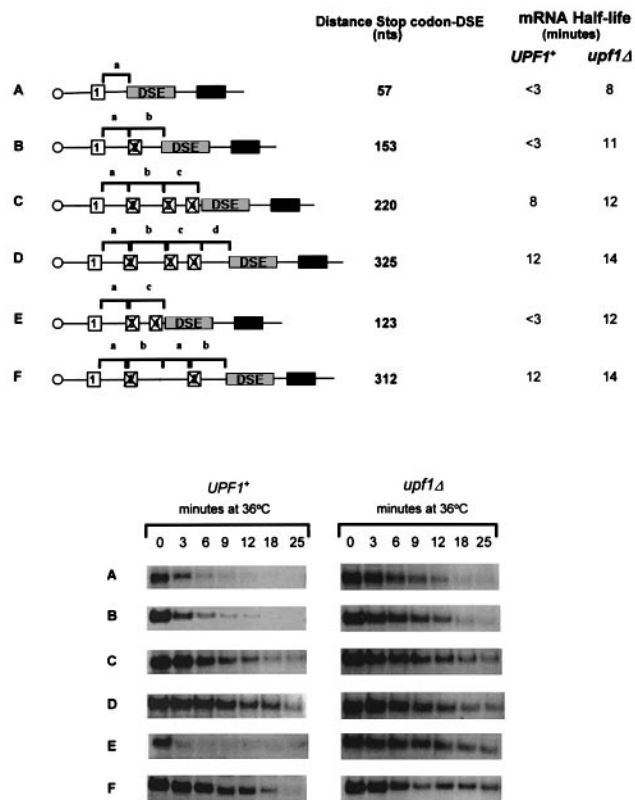 Distance Stop codon-DSE
(nts)
mRNA Half-life
(minutes)
UPF1⁺ upf1Δ
a
A 1 DSE 57 <3 8
a b
B 1 DSE 153 <3 11
a b c
C 1 DSE 220 8 12
a b c d
D 1 DSE 325 12 14
a c
E 1 DSE 123 <3 12
a b a b
F 1 DSE 312 12 14
UPF1⁺
minutes at 36ºC
0 3 6 9 12 18 25
upf1Δ
minutes at 36ºC
0 3 6 9 12 18 25
A
B
C
D
E
F